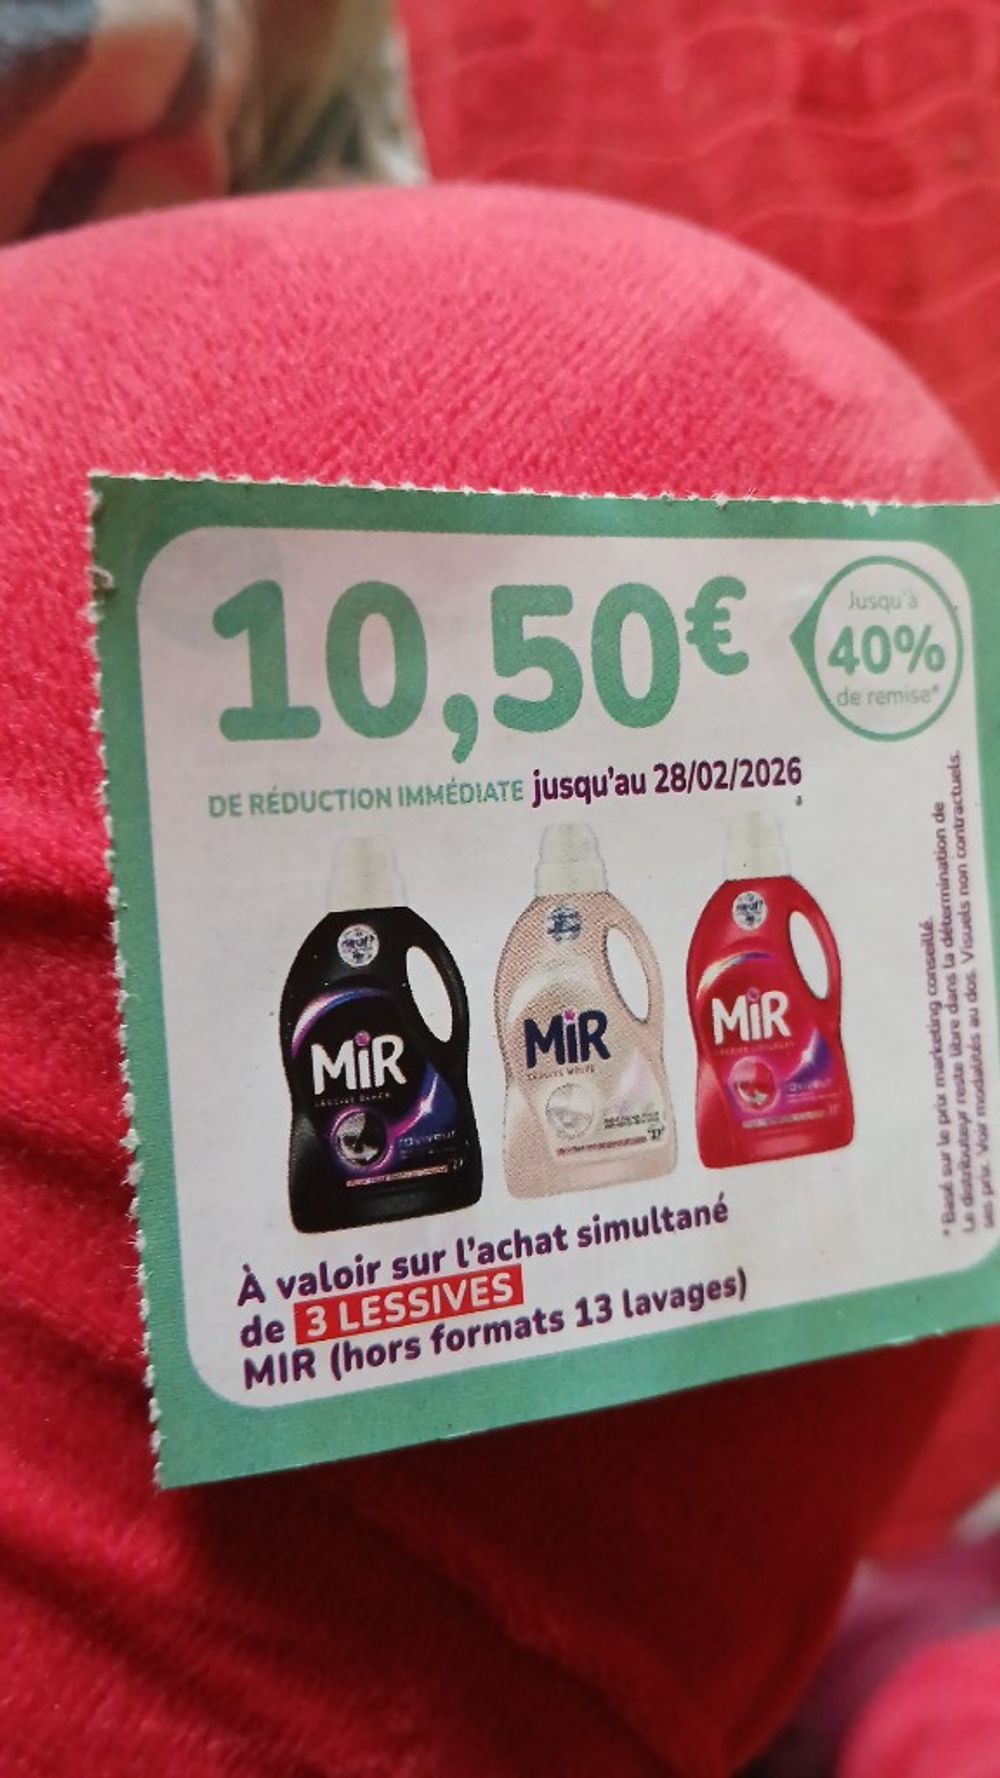 10,50€
Jusqu'à
40%
de remise*
DE RÉDUCTION IMMÉDIATE jusqu'au 28/02/2026
MiR
MiR
MiR
À valoir sur l'achat simultané
de 3 LESSIVES
MIR (hors formats 13 lavages)
* Basé sur le prix marketing conseillé.
Le distributeur reste libre dans la détermination de
ses prix. Voir modalités au dos. Visuels non contractuels.